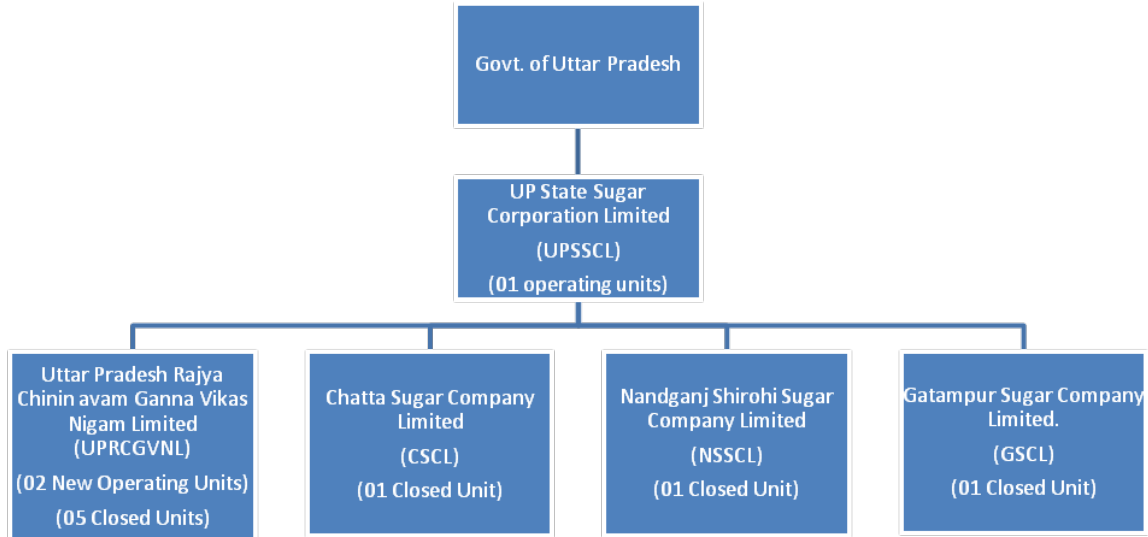 Govt. of Uttar Pradesh
UP State Sugar
Corporation Limited
(UPSSCL)
(01 operating units)
Uttar Pradesh Rajya
Chinin avam Ganna Vikas
Nigam Limited
(UPRCGVNL)
(02 New Operating Units)
(05 Closed Units)
Chatta Sugar Company
Limited
(CSCL)
(01 Closed Unit)
Nandganj Shirohi Sugar
Company Limited
(NSSCL)
(01 Closed Unit)
Gatampur Sugar Company
Limited.
(GSCL)
(01 Closed Unit)